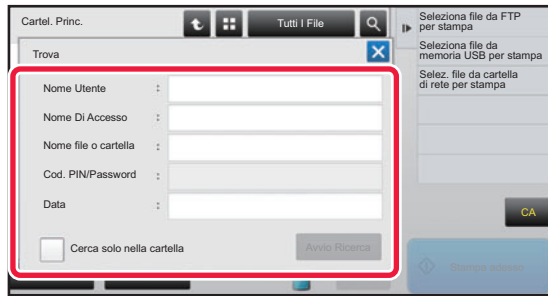 Cartel. Princ.
Tutti I File
Trova
Nome Utente :
Nome Di Accesso :
Nome file o cartella :
Cod. PIN/Password :
Data :
Cerca solo nella cartella
Avvio Ricerca
Seleziona file da FTP
per stampa
Seleziona file da
memoria USB per stampa
Selez. file da cartella
di rete per stampa
CA
Stampa adesso